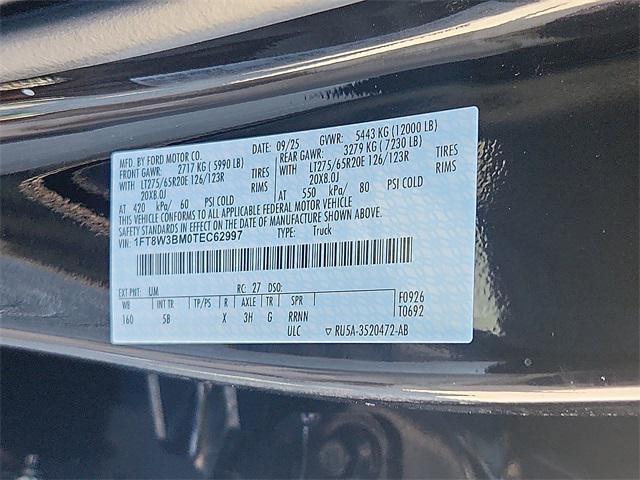 MFD. BY FORD MOTOR CO. DATE: 09/25 GVWR: 5443 KG (12000 LB)
FRONT GAWR: 2717 KG (5990 LB) REAR GAWR: 3279 KG (7230 LB)
WITH LT275/65R20E 126/123R TIRES WITH LT275/65R20E 126/123R TIRES
20X8.0J RIMS 20X8.0J RIMS
AT 420 kPa/ 60 PSI COLD AT 550 kPa/ 80 PSI COLD
THIS VEHICLE CONFORMS TO ALL APPLICABLE FEDERAL MOTOR VEHICLE
SAFETY STANDARDS IN EFFECT ON THE DATE OF MANUFACTURE SHOWN ABOVE.
VIN: 1FT8W3BM0TEC62997 TYPE: Truck
EXT PNT: UM RC: 27 DSO:
WB INT TR TP/PS R AXLE TR SPR F0926
160 5B X 3H G RRNN T0692
ULC ▽ RU5A-3520472-AB